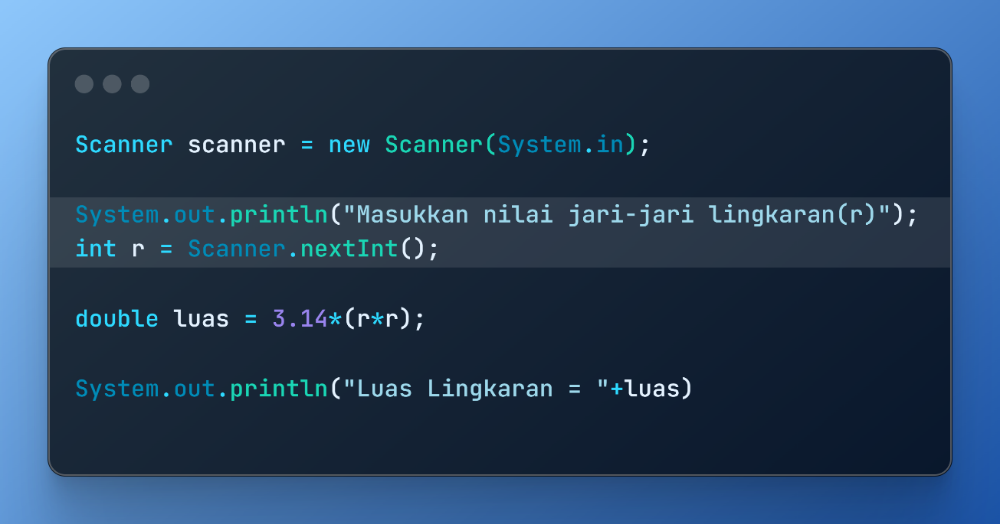 Scanner scanner = new Scanner(System.in);
System.out.println("Masukkan nilai jari-jari lingkaran(r)");
int r = Scanner.nextInt();
double luas = 3.14*(r*r);
System.out.println("Luas Lingkaran = "+luas)